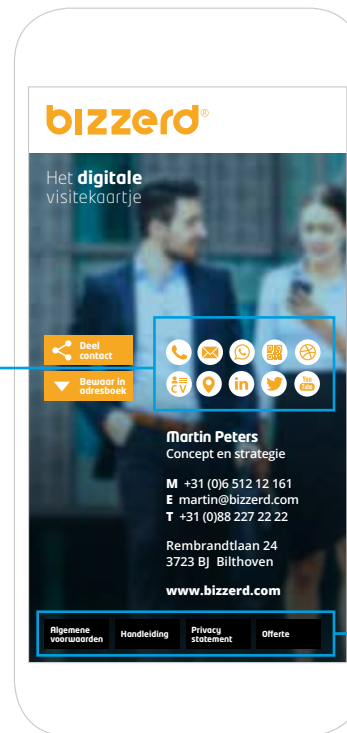 bizzerd®
Het digitale
visitekaartje
Deel
contact
Bewaar in
adresboek
CV
in
You
Tube
Martin Peters
Concept en strategie
M +31 (0)6 512 12 161
E martin@bizzerd.com
T +31 (0)88 227 22 22
Rembrandtlaan 24
3723 BJ Bilthoven
www.bizzerd.com
Algemene
voorwaarden
Handleiding
Privacy
statement
Offerte